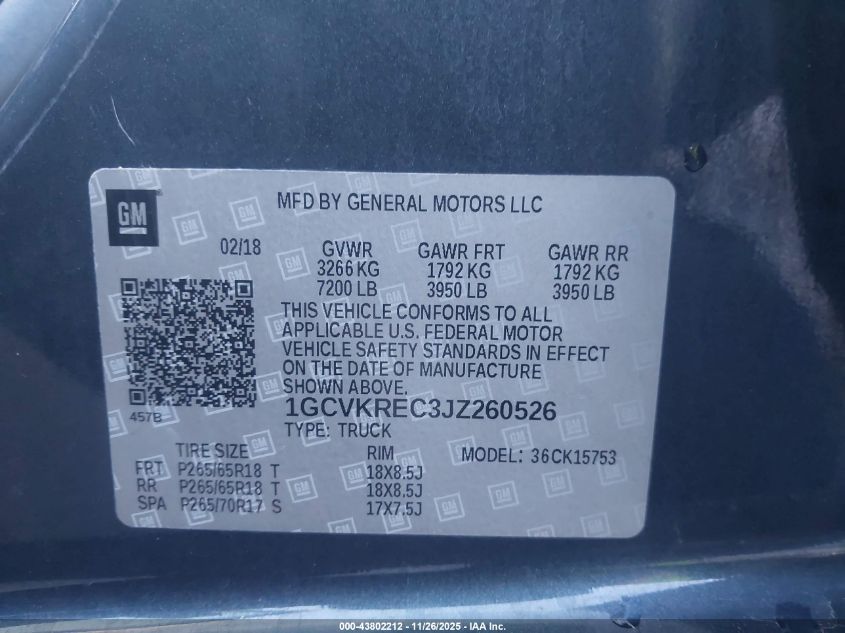 GM
MFD BY GENERAL MOTORS LLC
02/18 GVWR GAWR FRT GAWR RR
3266 KG 1792 KG 1792 KG
7200 LB 3950 LB 3950 LB
THIS VEHICLE CONFORMS TO ALL
APPLICABLE U.S. FEDERAL MOTOR
VEHICLE SAFETY STANDARDS IN EFFECT
ON THE DATE OF MANUFACTURE
SHOWN ABOVE.
457B
1GCVKREC3JZ260526
TYPE: TRUCK
TIRE SIZE RIM MODEL: 36CK15753
FRT P265/65R18 T 18X8.5J
RR P265/65R18 T 18X8.5J
SPA P265/70R17 S 17X7.5J
000-43802212 - 11/26/2025 - IAA Inc.